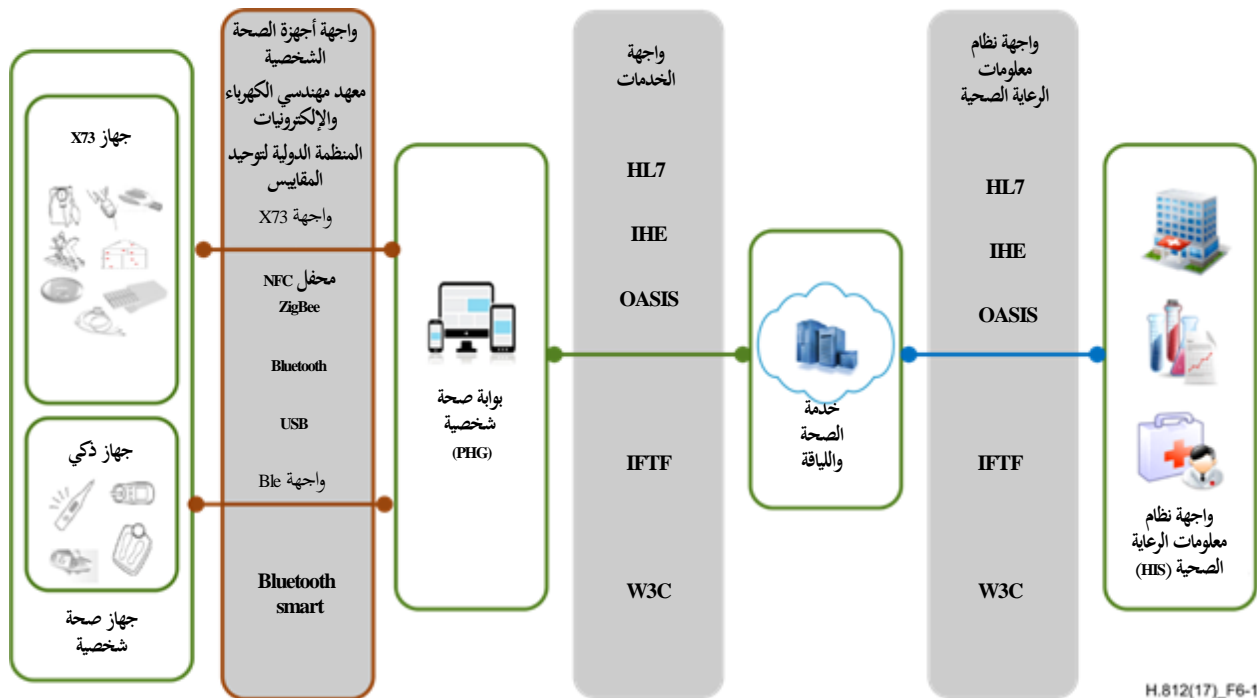 واجهة أجهزة الصحة
الشخصية
معهد مهندسي الكهرباء
والإلكترونيات
المنظمة الدولية لتوحيد
المقاييس
واجهة X73
محفل NFC
ZigBee
Bluetooth
USB
واجهة Ble
Bluetooth
smart
جهاز X73
جهاز ذكي
جهاز صحة
شخصية
بوابة صحة
شخصية
(PHG)
واجهة
الخدمات
HL7
IHE
OASIS
IFTF
W3C
خدمة
الصحة
واللياقة
واجهة نظام
معلومات
الرعاية الصحية
HL7
IHE
OASIS
IFTF
W3C
واجهة نظام
معلومات الرعاية
الصحية (HIS)
H.812(17)_F6-1